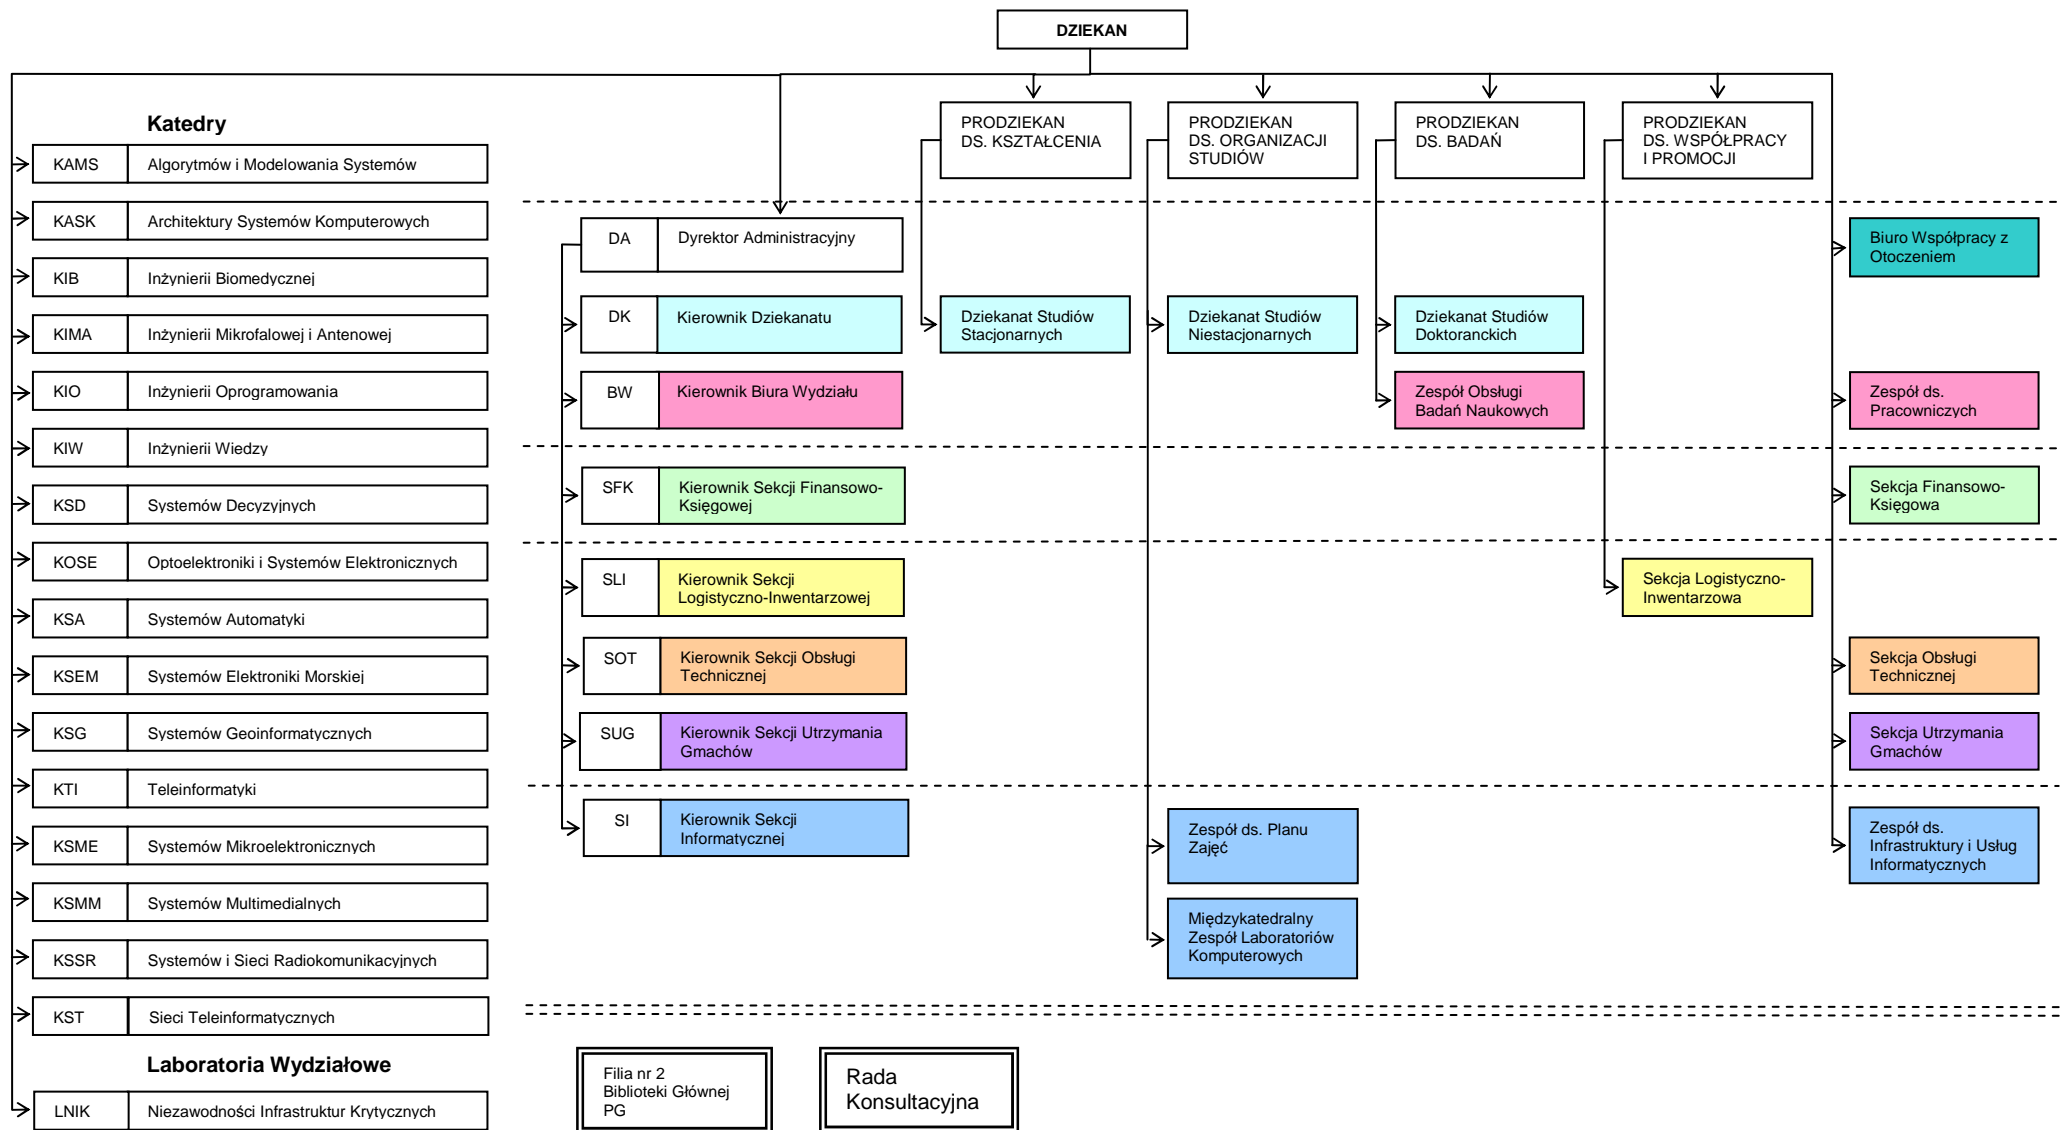 DZIEKAN
Katedry
KAMS Algorytmów i Modelowania Systemów
KASK Architektury Systemów Komputerowych
KIB Inżynierii Biomedycznej
KIMA Inżynierii Mikrofalowej i Antenowej
KIO Inżynierii Oprogramowania
KIW Inżynierii Wiedzy
KSD Systemów Decyzyjnych
KOSE Optoelektroniki i Systemów Elektronicznych
KSA Systemów Automatyki
KSEM Systemów Elektroniki Morskiej
KSG Systemów Geoinformatycznych
KTI Teleinformatyki
KSME Systemów Mikroelektronicznych
KSMM Systemów Multimedialnych
KSSR Systemów i Sieci Radiokomunikacyjnych
KST Sieci Teleinformatycznych
Laboratoria Wydziałowe
LNIK Niezawodności Infrastruktur Krytycznych
DA Dyrektor Administracyjny
DK Kierownik Dziekanatu
BW Kierownik Biura Wydziału
SFK Kierownik Sekcji Finansowo-
Księgowej
SLI Kierownik Sekcji
Logistyczno-Inwentarzowej
SOT Kierownik Sekcji Obsługi
Technicznej
SUG Kierownik Sekcji Utrzymania
Gmachów
SI Kierownik Sekcji
Informatycznej
PRODZIEKAN
DS. KSZTAŁCENIA
Dziekanat Studiów
Stacjonarnych
PRODZIEKAN
DS. ORGANIZACJI
STUDIÓW
Dziekanat Studiów
Niestacjonarnych
Zespół ds. Planu
Zajęć
Międzykatedralny
Zespół Laboratoriów
Komputerowych
PRODZIEKAN
DS. BADAŃ
Dziekanat Studiów
Doktoranckich
Zespół Obsługi
Badań Naukowych
PRODZIEKAN
DS. WSPÓŁPRACY
I PROMOCJI
Sekcja Logistyczno-
Inwentarzowa
Biuro Współpracy z
Otoczeniem
Zespół ds.
Pracowniczych
Sekcja Finansowo-
Księgowa
Sekcja Obsługi
Technicznej
Sekcja Utrzymania
Gmachów
Zespół ds.
Infrastruktury i Usług
Informatycznych
Filia nr 2
Biblioteki Głównej
PG
Rada
Konsultacyjna